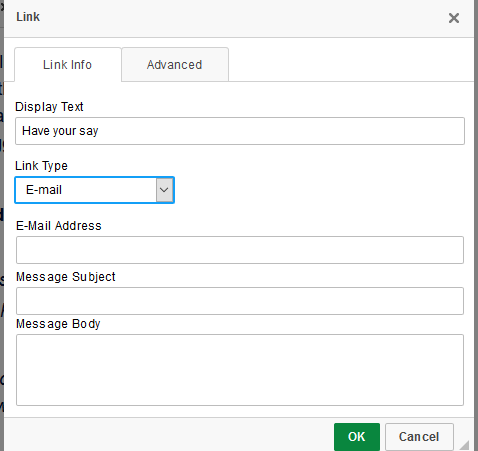 Link
Link Info
Advanced
Display Text
Have your say
Link Type
E-mail
E-Mail Address
Message Subject
Message Body
OK
Cancel